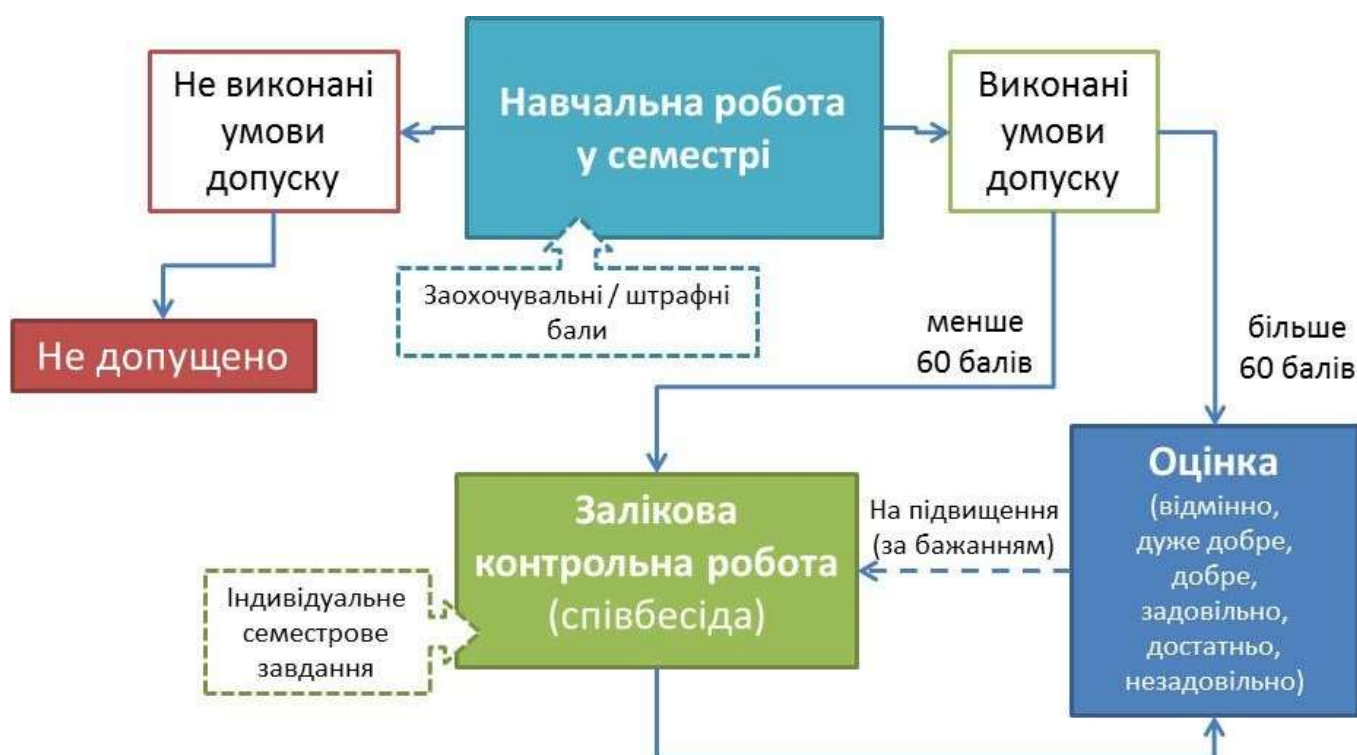 Не виконані
умови
допуску
Навчальна робота
у семестрі
Виконані
умови
допуску
Заохочувальні / штрафні
бали
Не допущено
менше
60 балів
більше
60 балів
Залікова
контрольна робота
(співбесіда)
На підвищення
(за бажанням)
Оцінка
(відмінно,
дуже добре,
добре,
задовільно,
достатньо,
незадовільно)
Індивідуальне
семестрове
завдання